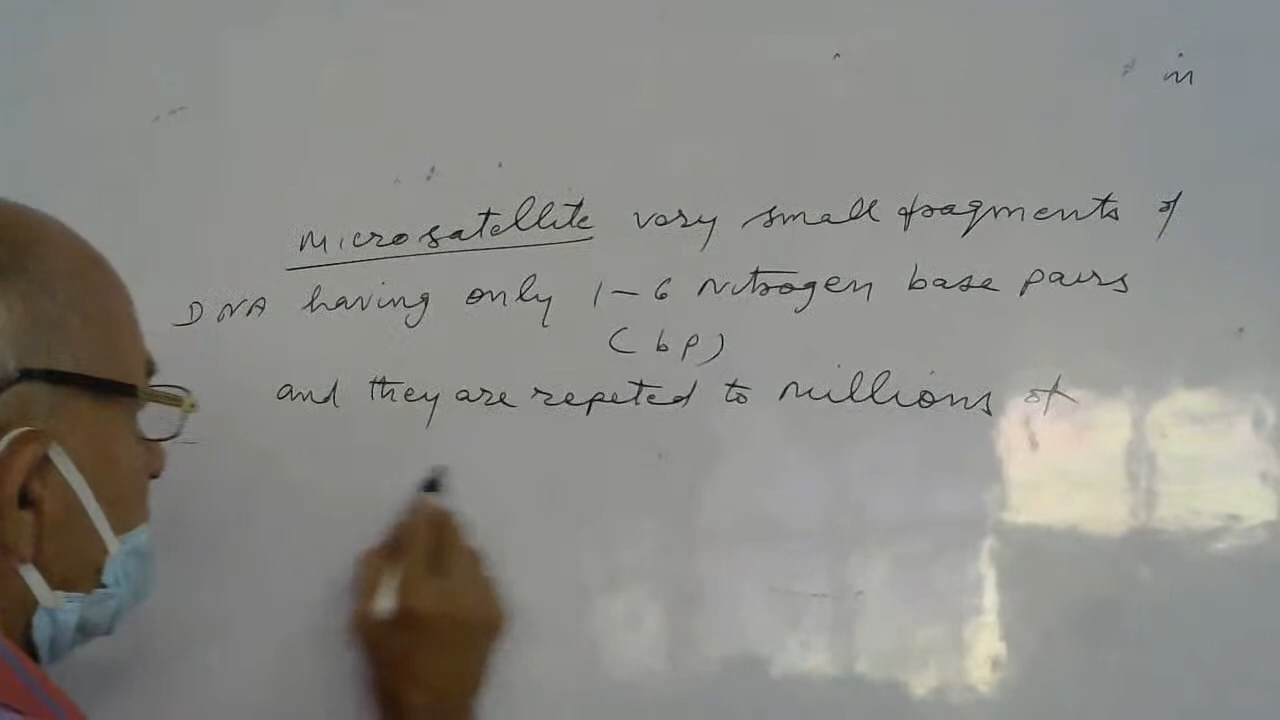 in
Microsatellite very small fragments of
DNA having only 1-6 Nitrogen base pairs
(bp)
and they are repeted to millions of